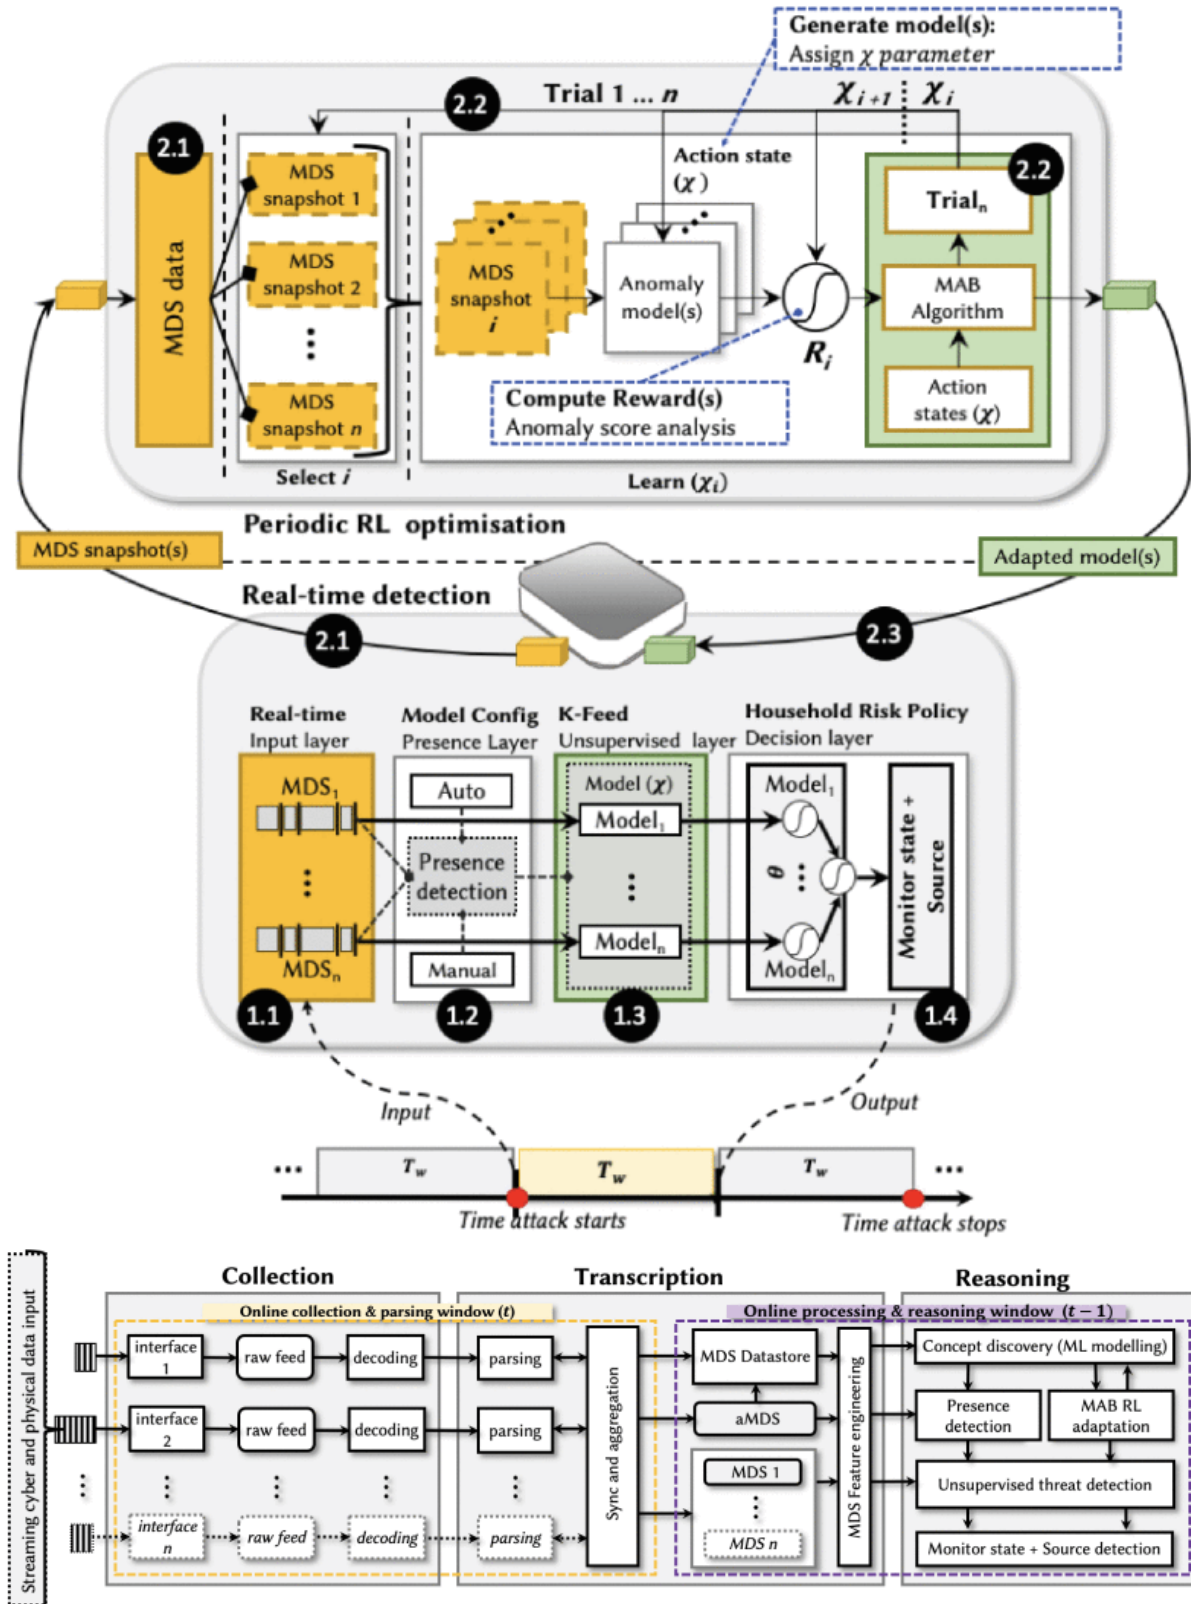 Generate model(s):
Assign χ parameter
2.2
Trial 1 ... n
χi+1
χi
2.1
MDS data
MDS
snapshot 1
MDS
snapshot 2
MDS
snapshot n
Select i
Action state
(χ)
MDS
snapshot
i
Anomaly
model(s)
Ri
Compute Reward(s)
Anomaly score analysis
2.2
Trialn
MAB
Algorithm
Action
states (χ)
Learn (χi)
Periodic RL optimisation
MDS snapshot(s)
Adapted model(s)
Real-time detection
2.1
2.3
Real-time
Input layer
Model Config
Presence Layer
K-Feed
Unsupervised layer
Household Risk Policy
Decision layer
MDS1
MDSn
Auto
Presence
detection
Manual
Model (χ)
Model1
Modeln
Model1
θ
Modeln
Monitor state +
Source
1.1
1.2
1.3
1.4
Input
Output
...
Tw
Tw
Tw
...
Time attack starts
Time attack stops
Streaming cyber and physical data input
Collection
Transcription
Reasoning
Online collection & parsing window (t)
Online processing & reasoning window (t − 1)
interface
1
raw feed
decoding
parsing
interface
2
raw feed
decoding
parsing
interface
n
raw feed
decoding
parsing
Sync and aggregation
MDS Datastore
aMDS
MDS 1
MDS n
MDS Feature engineering
Concept discovery (ML modelling)
Presence
detection
MAB RL
adaptation
Unsupervised threat detection
Monitor state + Source detection